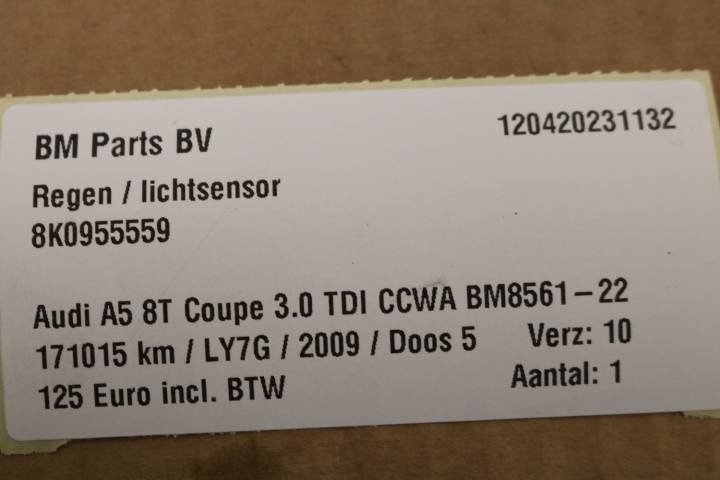 BM Parts BV 120420231132
Regen / lichtsensor
8K0955559
Audi A5 8T Coupe 3.0 TDI CCWA BM8561-22
171015 km / LY7G / 2009 / Doos 5 Verz: 10
125 Euro incl. BTW Aantal: 1